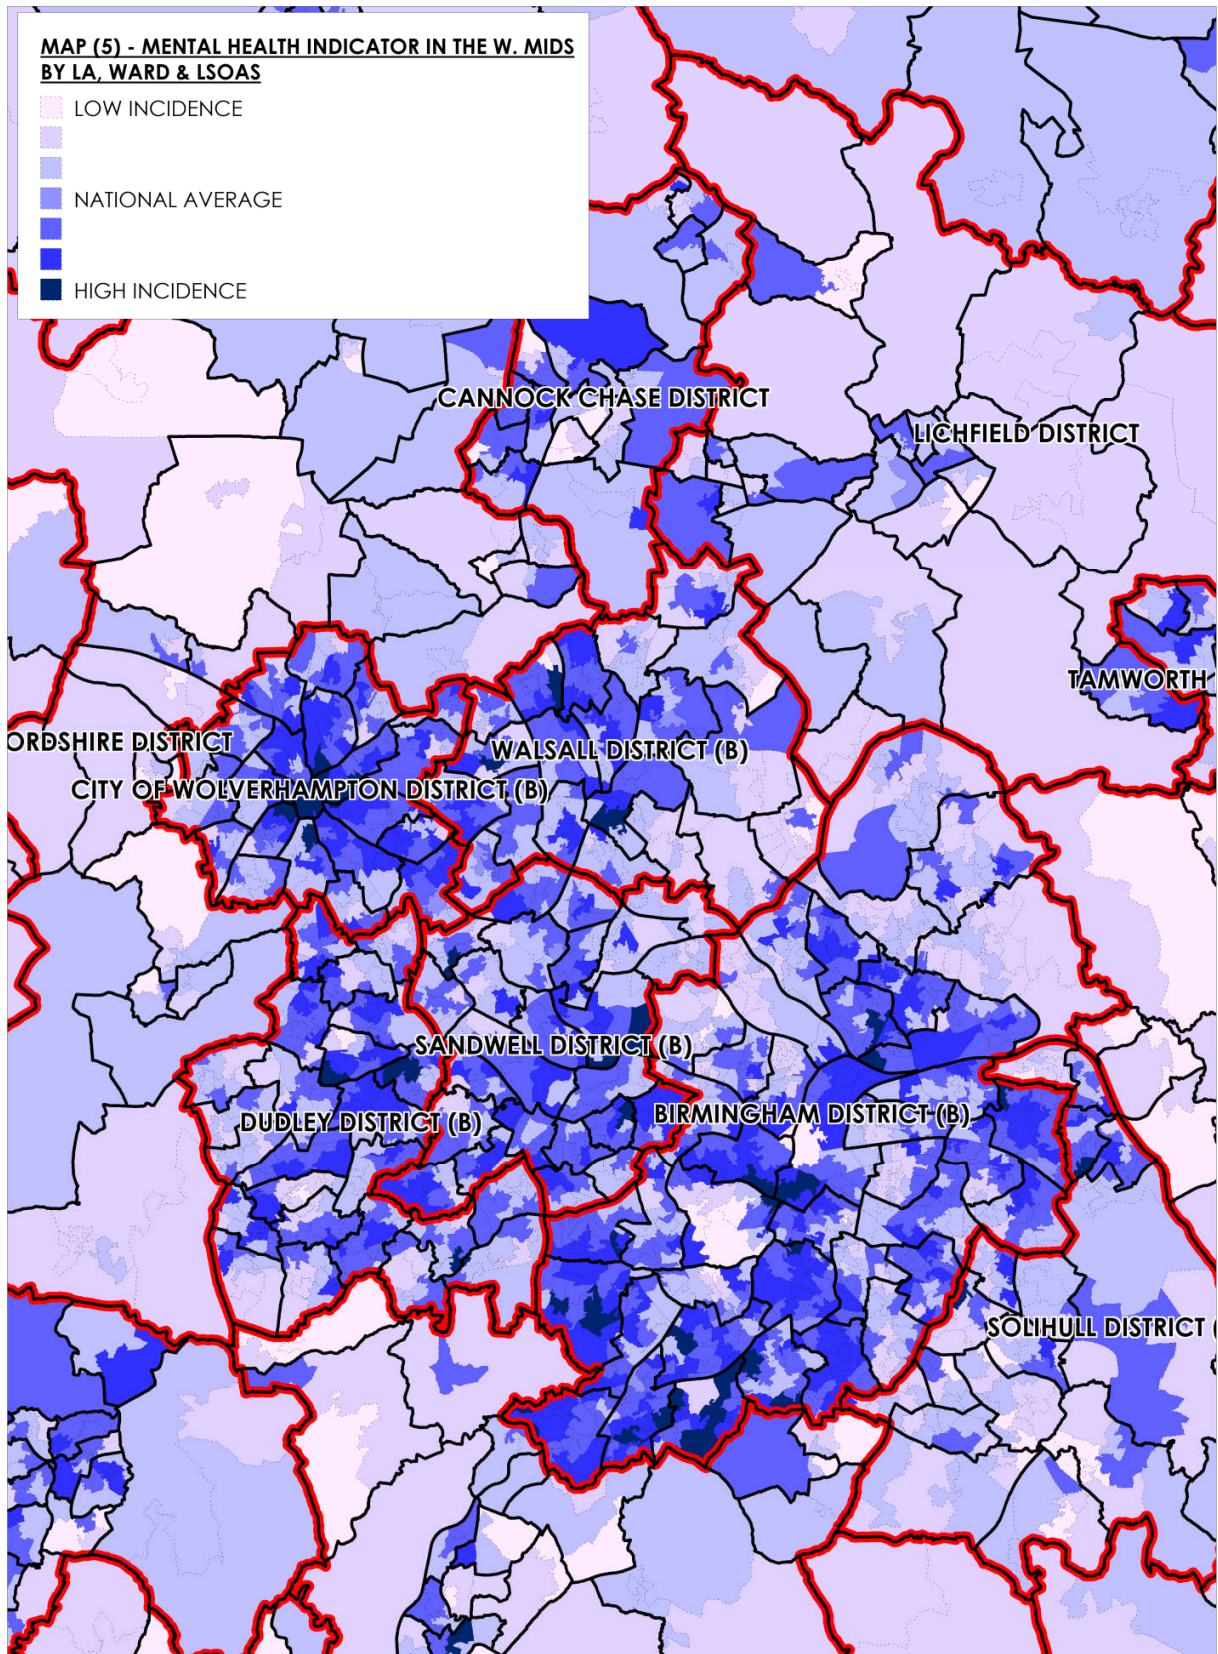 MAP (5) - MENTAL HEALTH INDICATOR IN THE W. MIDS
BY LA, WARD & LSOAS
LOW INCIDENCE
NATIONAL AVERAGE
HIGH INCIDENCE
CANNOCK CHASE DISTRICT
LICHFIELD DISTRICT
TAMWORTH
ORDSHIRE DISTRICT
WALSALL DISTRICT (B)
CITY OF WOLVERHAMPTON DISTRICT (B)
SANDWELL DISTRICT (B)
DUDLEY DISTRICT (B)
BIRMINGHAM DISTRICT (B)
SOLIHULL DISTRICT (